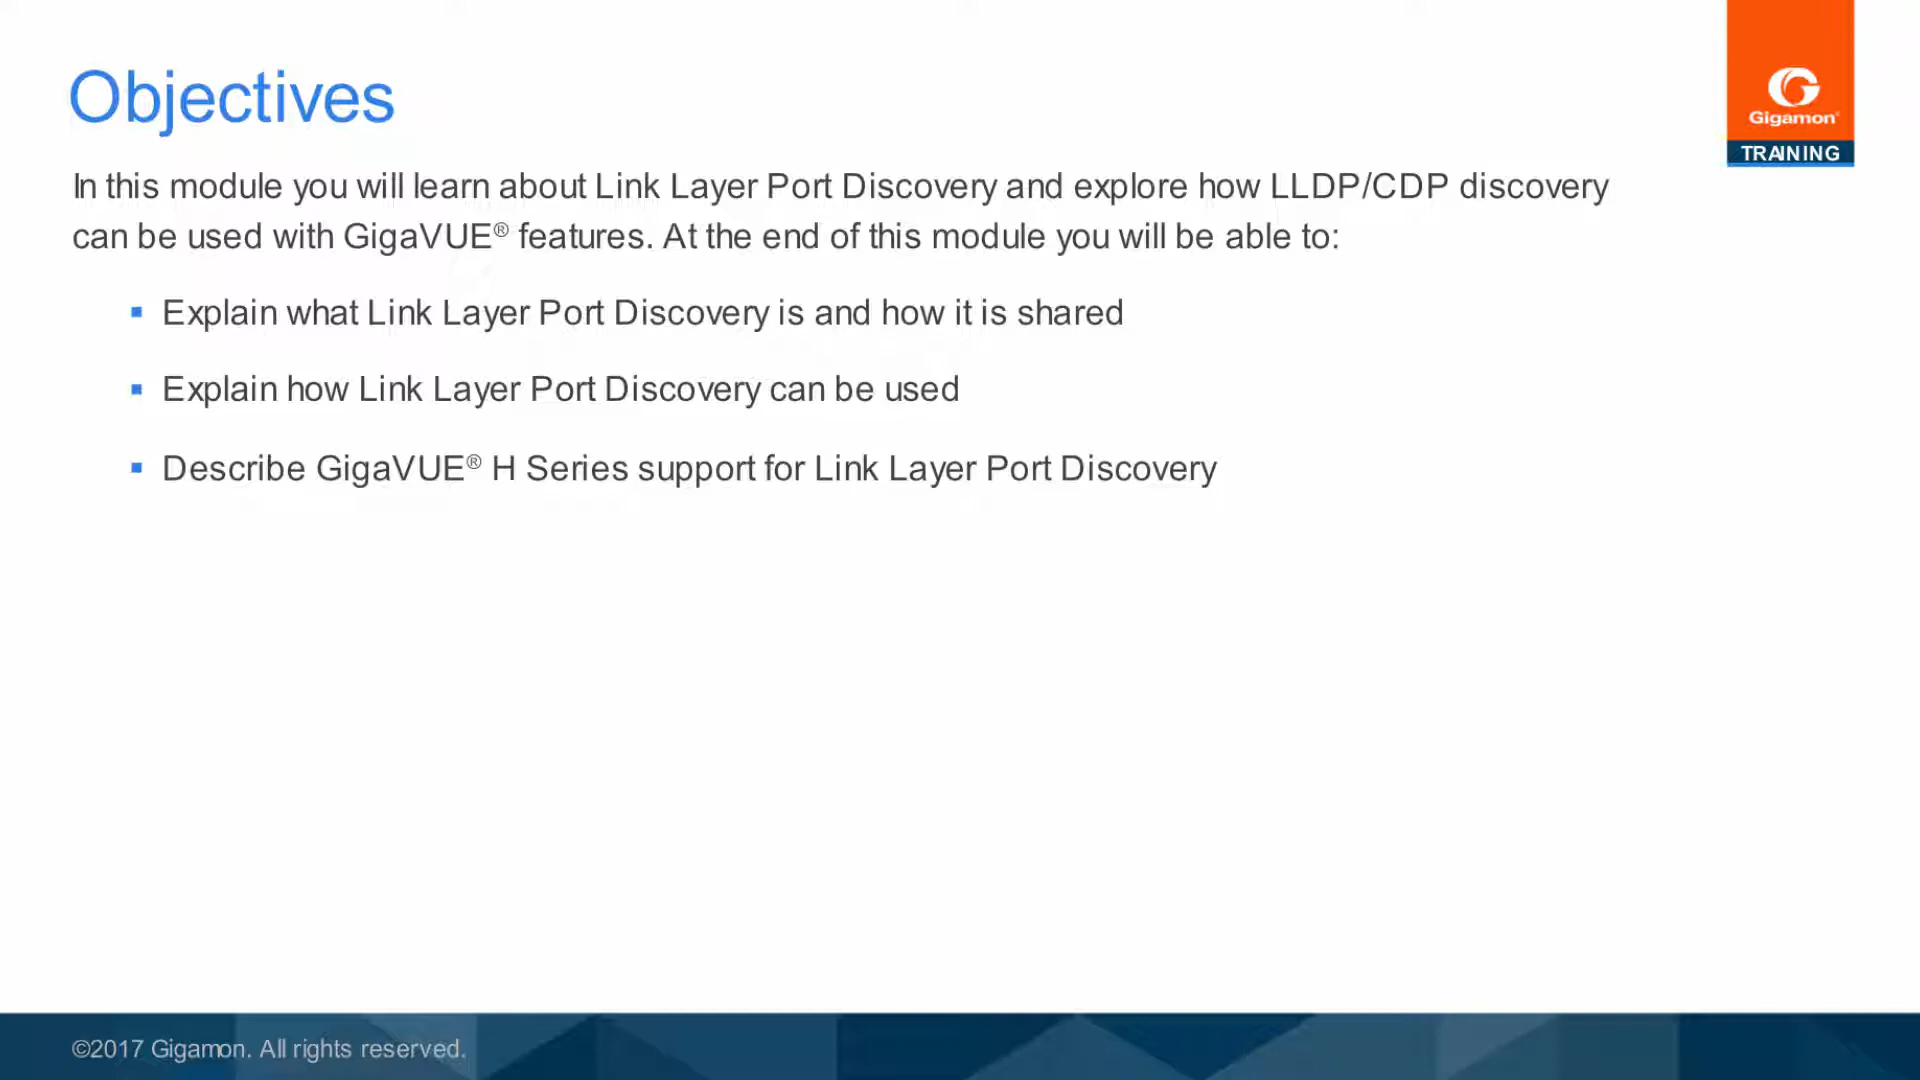 Objectives
Gigamon®
TRAINING
In this module you will learn about Link Layer Port Discovery and explore how LLDP/CDP discovery
can be used with GigaVUE® features. At the end of this module you will be able to:
▪ Explain what Link Layer Port Discovery is and how it is shared
▪ Explain how Link Layer Port Discovery can be used
▪ Describe GigaVUE® H Series support for Link Layer Port Discovery
©2017 Gigamon. All rights reserved.